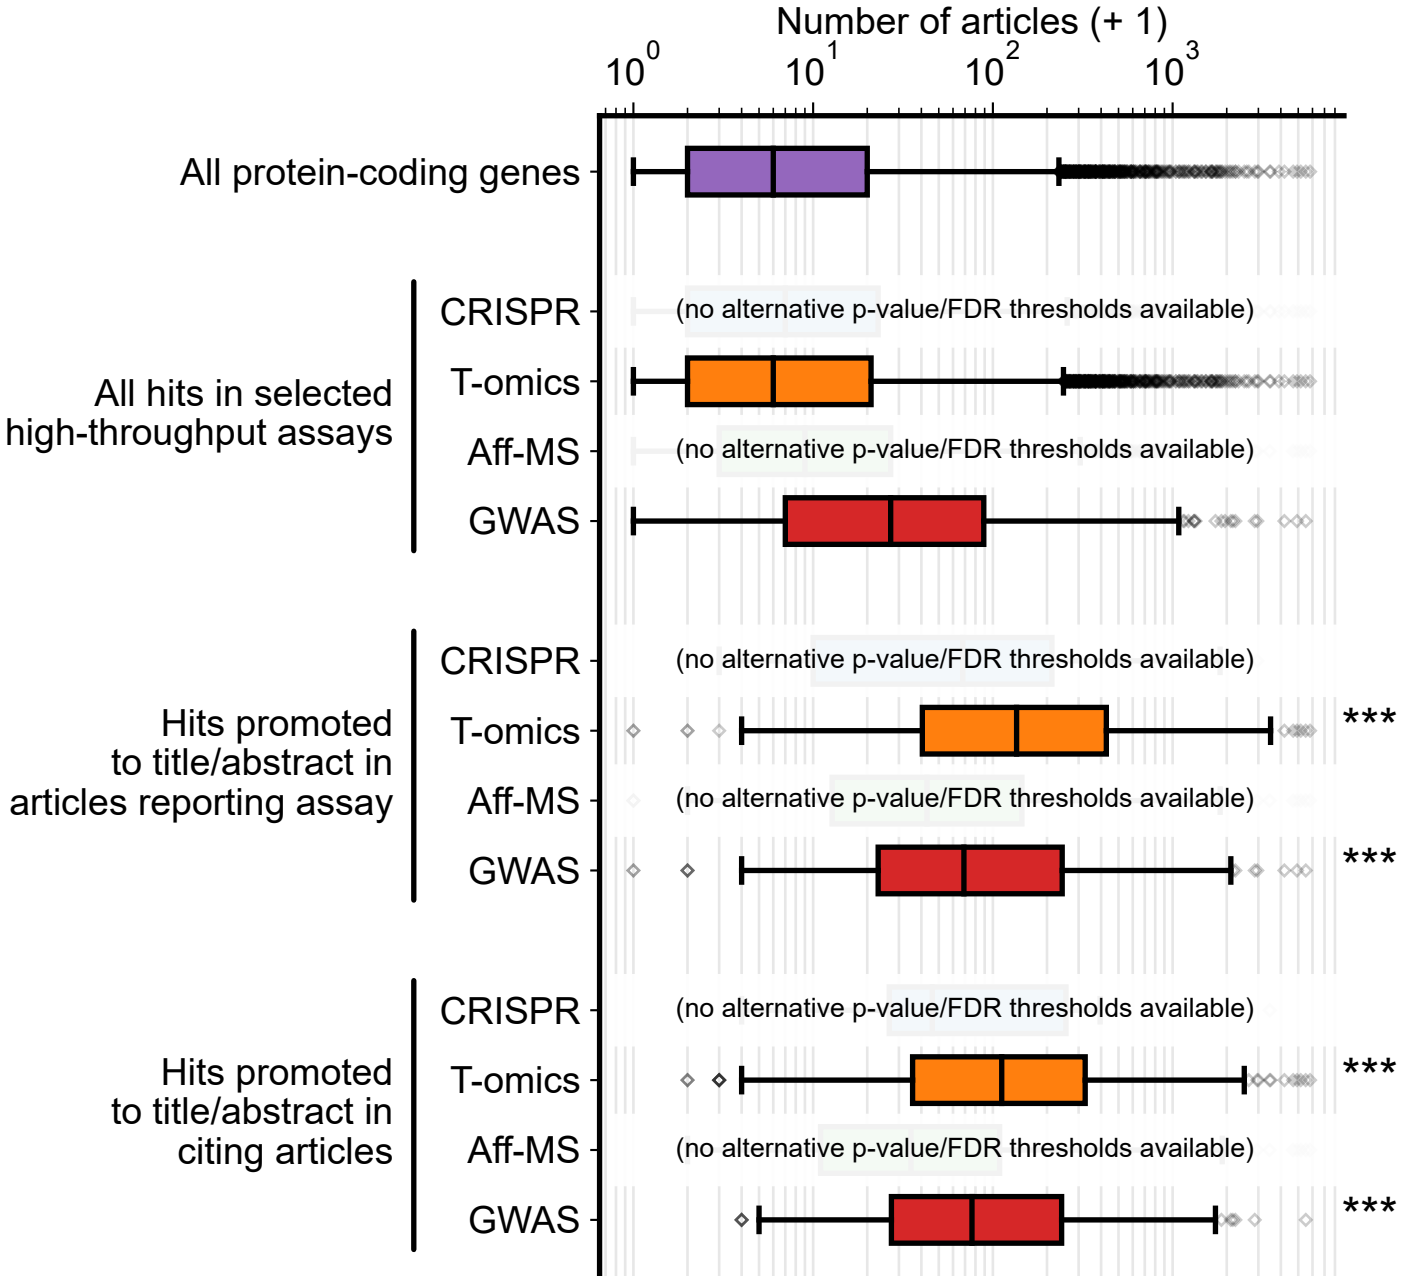 Number of articles (+ 1)
10^0 10^1 10^2 10^3
All protein-coding genes
All hits in selected
high-throughput assays
CRISPR (no alternative p-value/FDR thresholds available)
T-omics
Aff-MS (no alternative p-value/FDR thresholds available)
GWAS
Hits promoted
to title/abstract in
articles reporting assay
CRISPR (no alternative p-value/FDR thresholds available)
T-omics ***
Aff-MS (no alternative p-value/FDR thresholds available)
GWAS ***
Hits promoted
to title/abstract in
citing articles
CRISPR (no alternative p-value/FDR thresholds available)
T-omics ***
Aff-MS (no alternative p-value/FDR thresholds available)
GWAS ***